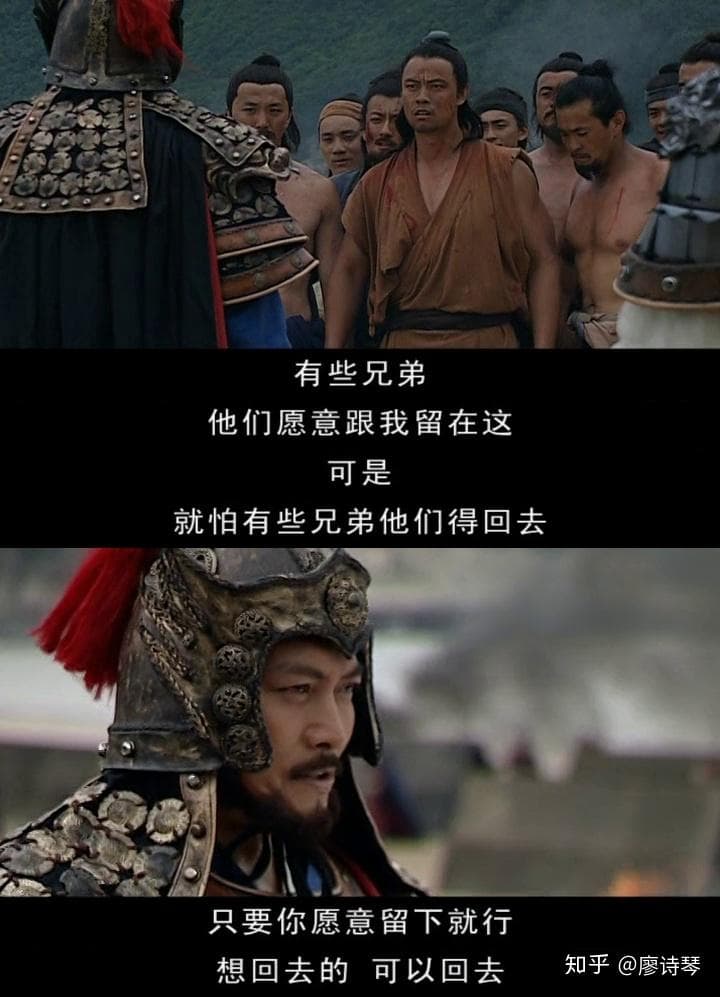 有些兄弟
他们愿意跟我留在这
可是
就怕有些兄弟他们得回去
只要你愿意留下就行
想回去的 可以回去
知乎 @廖诗琴